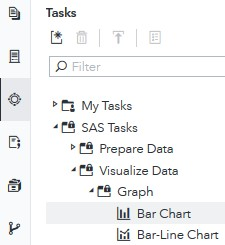 Tasks
Filter
My Tasks
SAS Tasks
Prepare Data
Visualize Data
Graph
Bar Chart
Bar-Line Chart